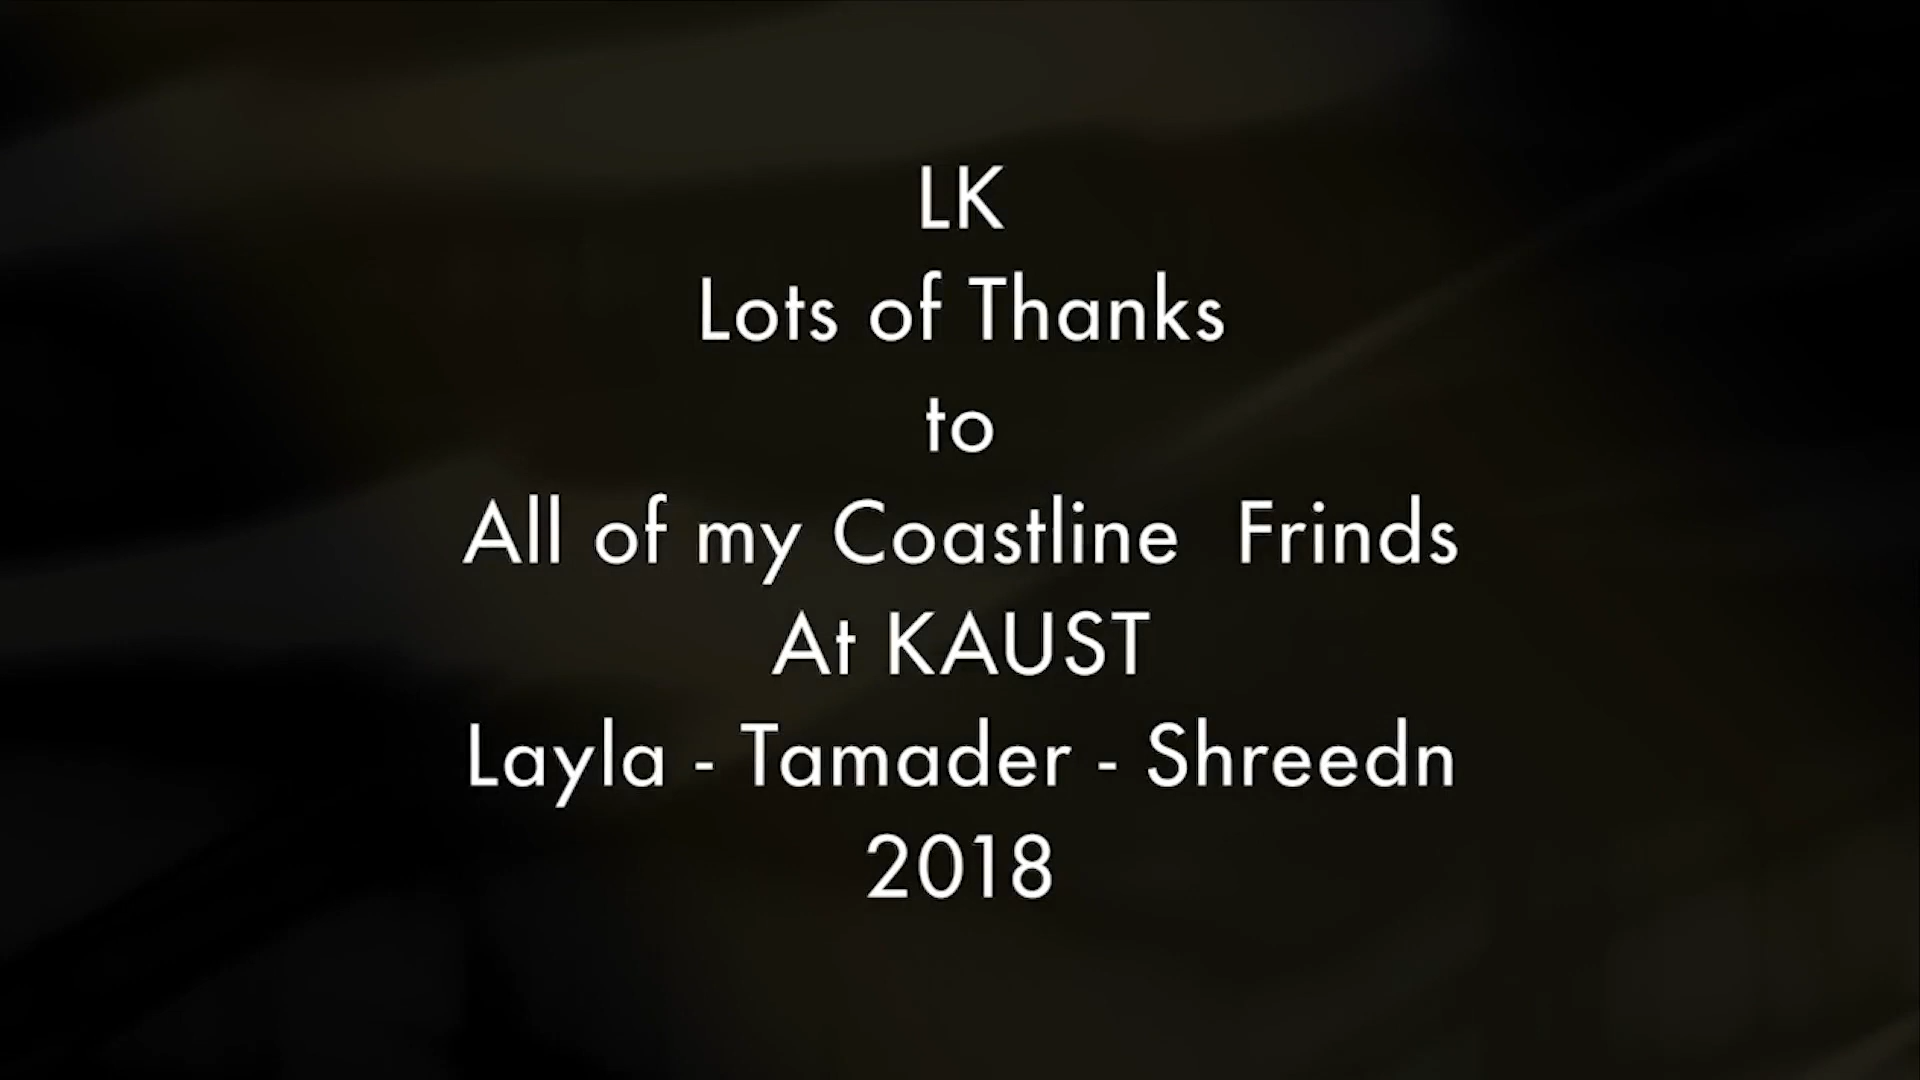 LK
Lots of Thanks
to
All of my Coastline  Frinds
At KAUST
Layla - Tamader - Shreedn
2018